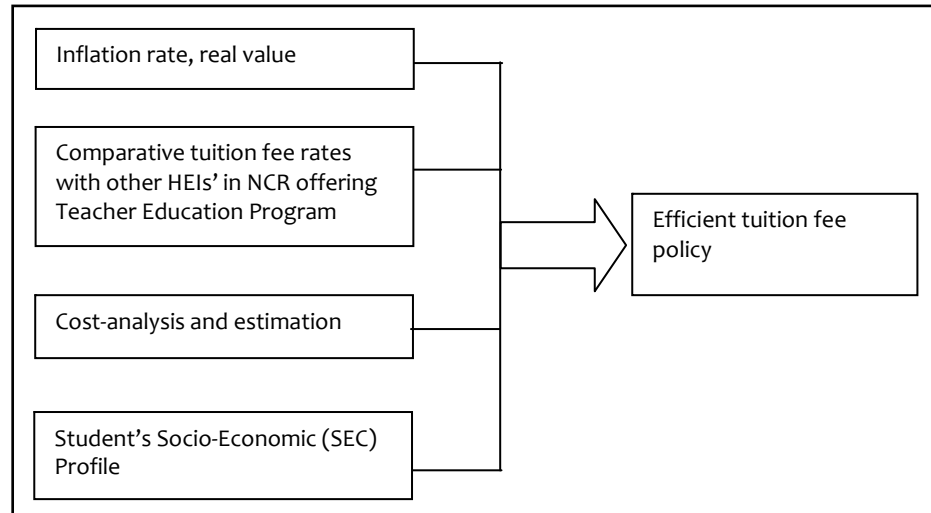 Inflation rate, real value
Comparative tuition fee rates
with other HEIs’ in NCR offering
Teacher Education Program
Efficient tuition fee
policy
Cost-analysis and estimation
Student’s Socio-Economic (SEC)
Profile